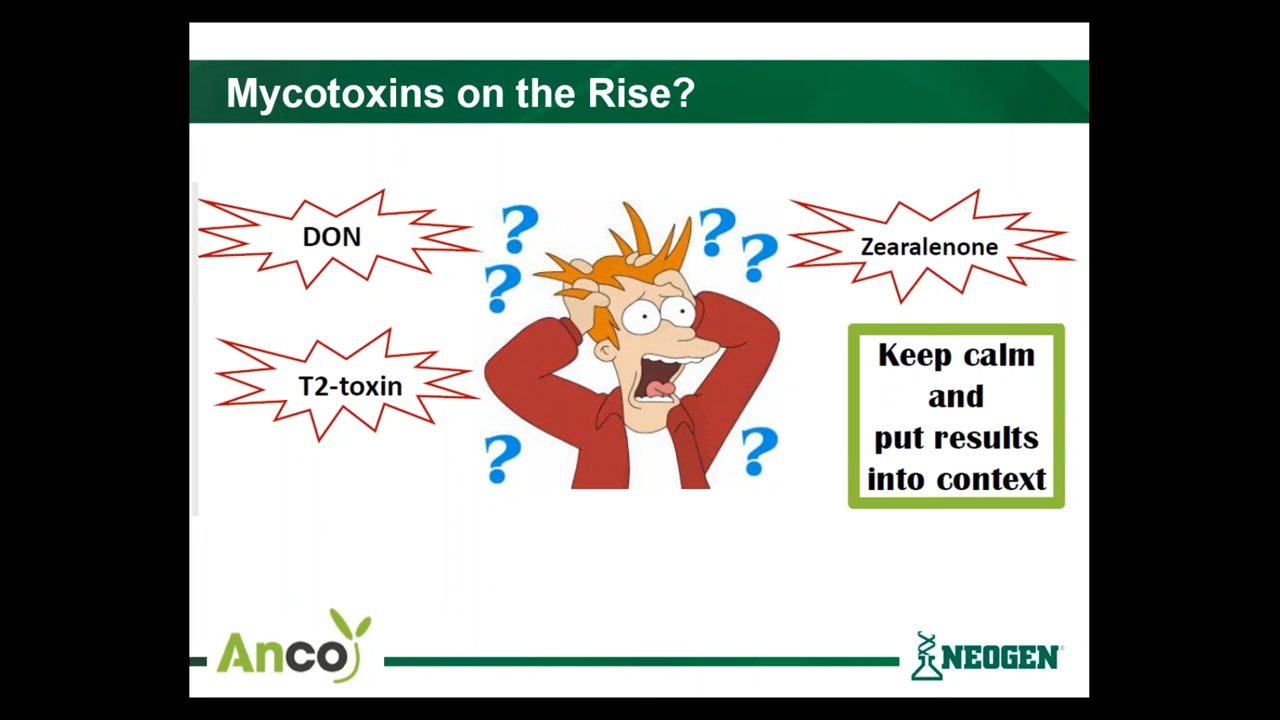 Mycotoxins on the Rise?
DON
Zearalenone
T2-toxin
Keep calm
and
put results
into context
?
?
?
?
?
?
Anco
NEOGEN®